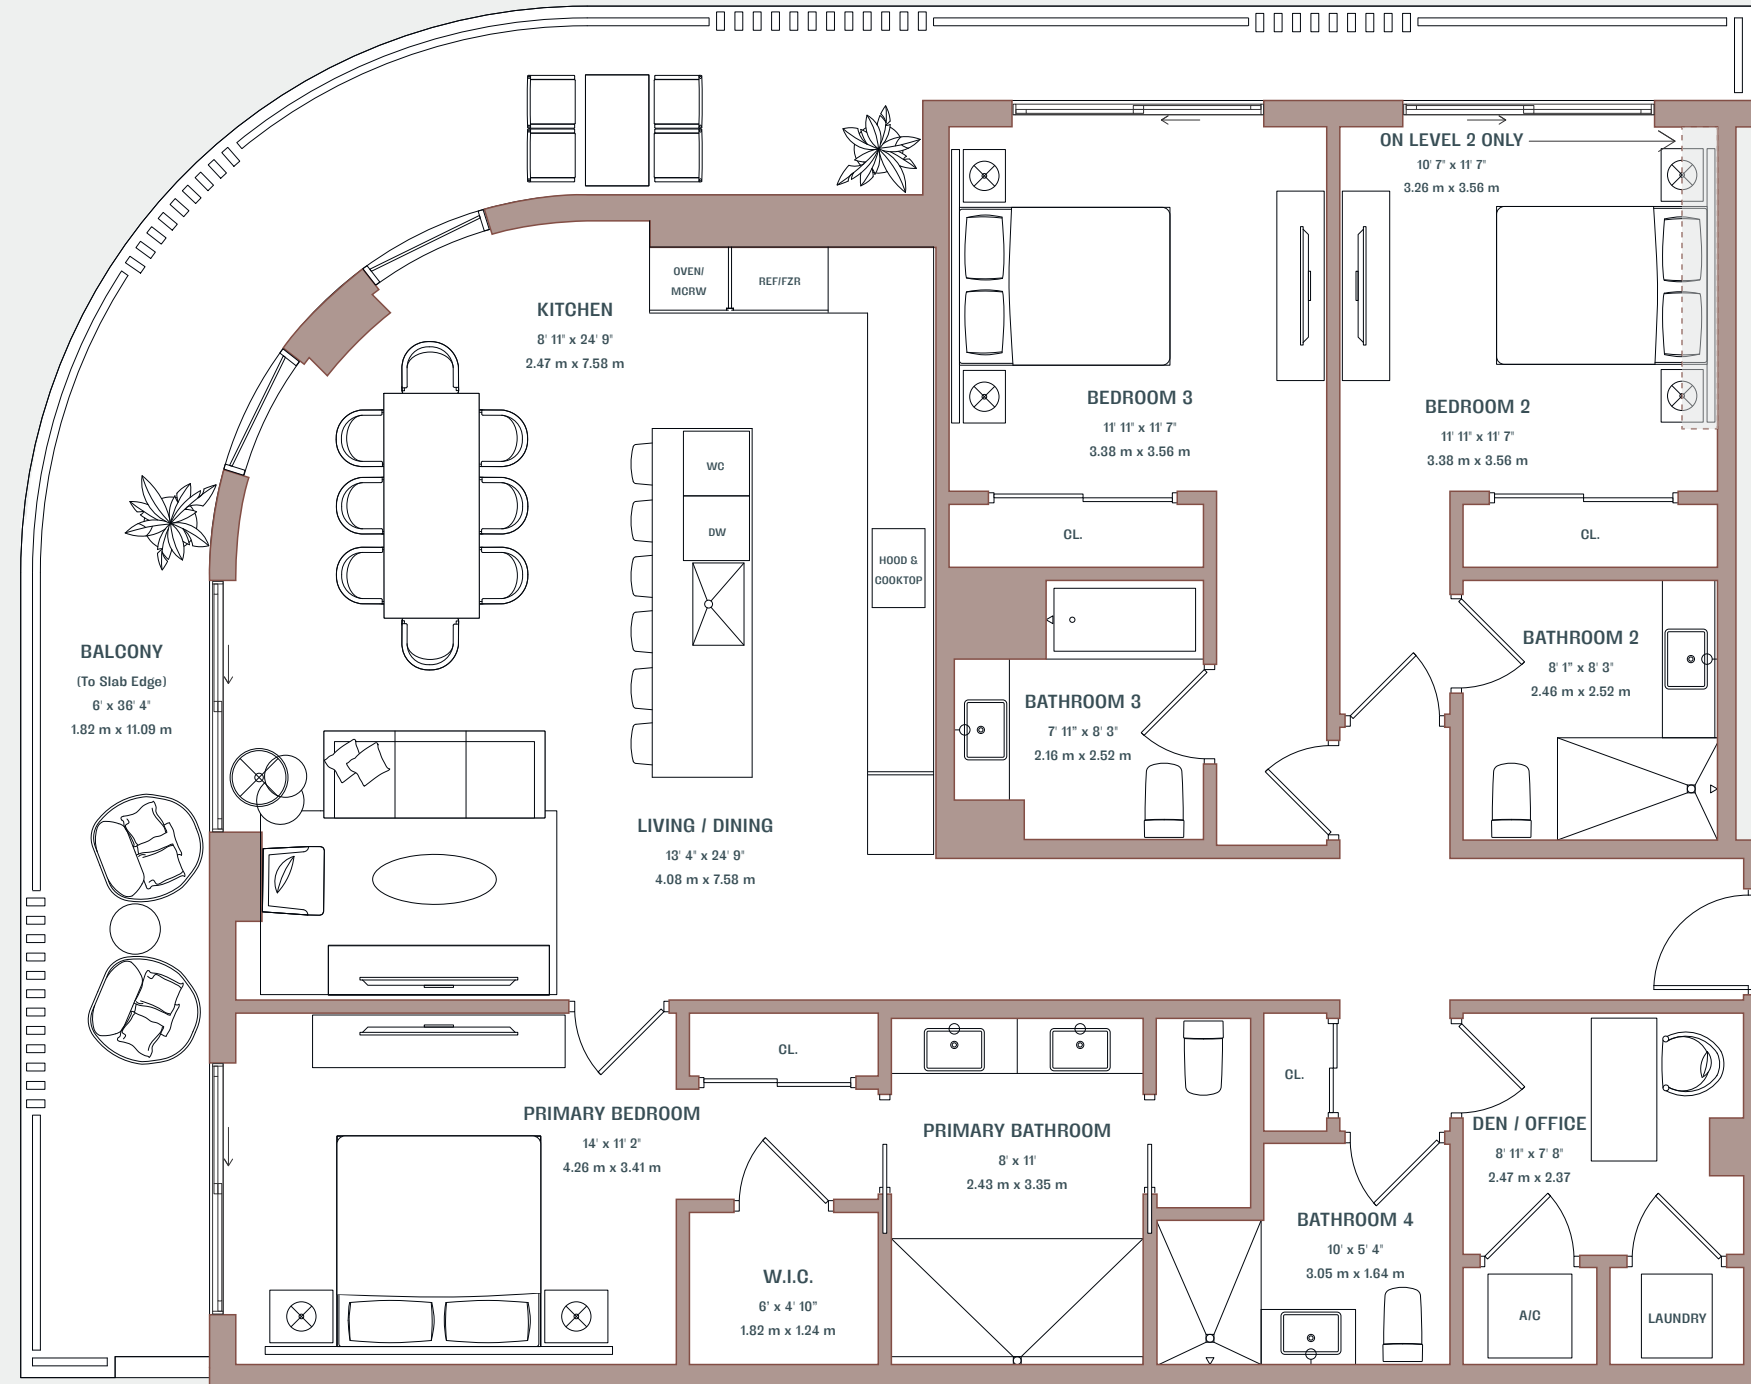 ON LEVEL 2 ONLY
10' 7" x 11' 7"
3.26 m x 3.56 m
OVEN/
MCRW
REF/FZR
KITCHEN
8' 11" x 24' 9"
2.47 m x 7.58 m
BEDROOM 3
11' 11" x 11' 7"
3.38 m x 3.56 m
BEDROOM 2
11' 11" x 11' 7"
3.38 m x 3.56 m
WC
DW
HOOD &
COOKTOP
CL.
CL.
BALCONY
(To Slab Edge)
6' x 36' 4"
1.82 m x 11.09 m
BATHROOM 3
7' 11" x 8' 3"
2.16 m x 2.52 m
BATHROOM 2
8' 1" x 8' 3"
2.46 m x 2.52 m
LIVING / DINING
13' 4" x 24' 9"
4.08 m x 7.58 m
CL.
CL.
PRIMARY BEDROOM
14' x 11' 2"
4.26 m x 3.41 m
PRIMARY BATHROOM
8' x 11'
2.43 m x 3.35 m
DEN / OFFICE
8' 11" x 7' 8"
2.47 m x 2.37
BATHROOM 4
10' x 5' 4"
3.05 m x 1.64 m
W.I.C.
6' x 4' 10"
1.82 m x 1.24 m
A/C
LAUNDRY